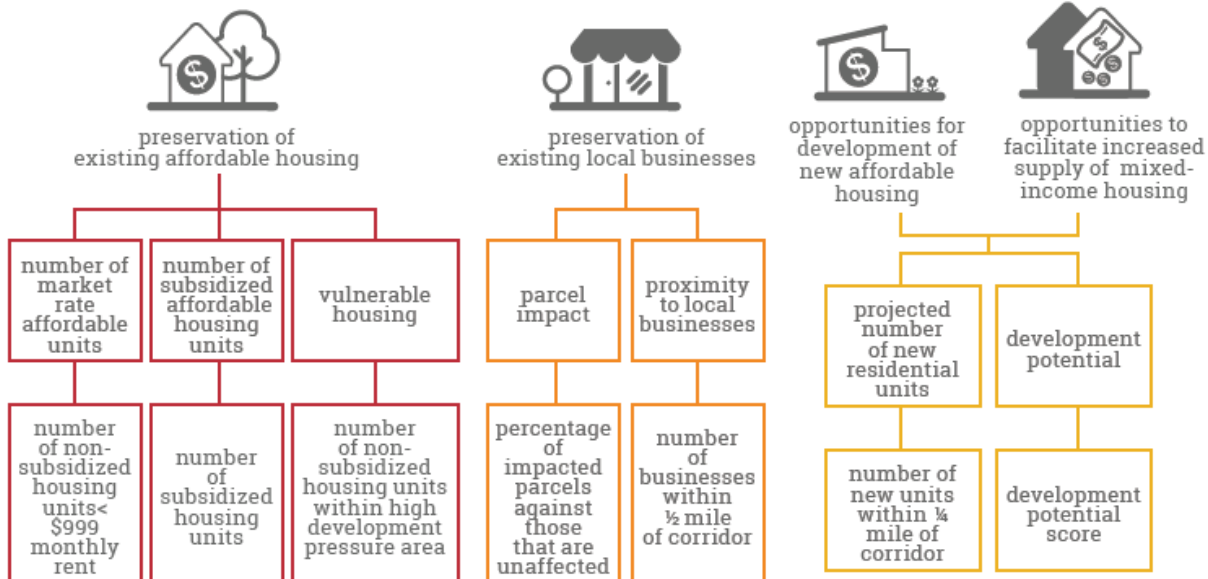 preservation of
existing affordable housing
number of
market
rate
affordable
units
number of
subsidized
affordable
housing
units
vulnerable
housing
number
of non-
subsidized
housing
units<
$999
monthly
rent
number
of
subsidized
housing
units
number
of non-
subsidized
housing units
within high
development
pressure area
preservation of
existing local businesses
parcel
impact
proximity
to local
businesses
percentage
of
impacted
parcels
against
those
that are
unaffected
number
of
businesses
within
½ mile
of corridor
opportunities for
development of
new affordable
housing
opportunities to
facilitate increased
supply of mixed-
income housing
projected
number
of new
residential
units
development
potential
number of
new units
within ¼
mile of
corridor
development
potential
score